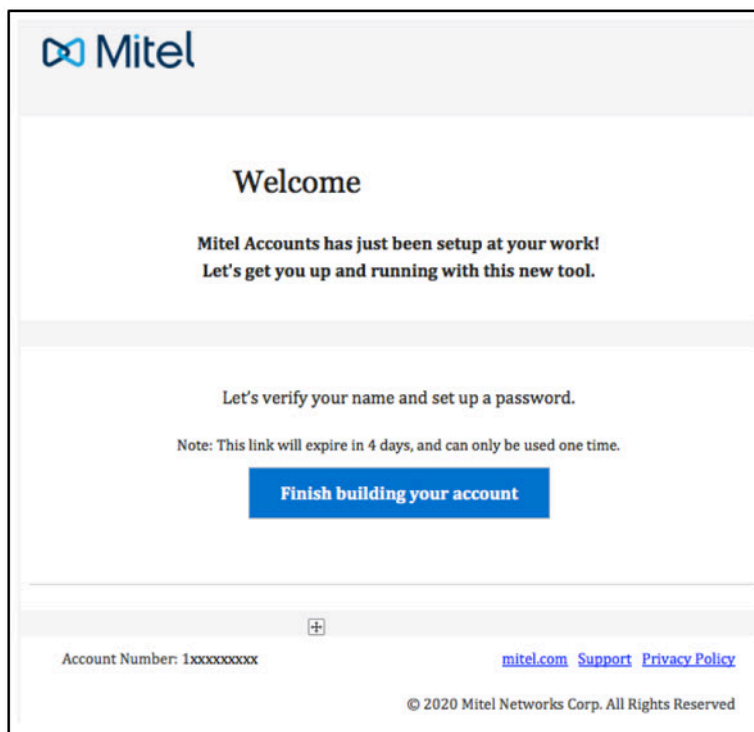 Mitel
Welcome
Mitel Accounts has just been setup at your work!
Let's get you up and running with this new tool.
Let's verify your name and set up a password.
Note: This link will expire in 4 days, and can only be used one time.
Finish building your account
Account Number: 1xxxxxxxxx
mitel.com Support Privacy Policy
© 2020 Mitel Networks Corp. All Rights Reserved